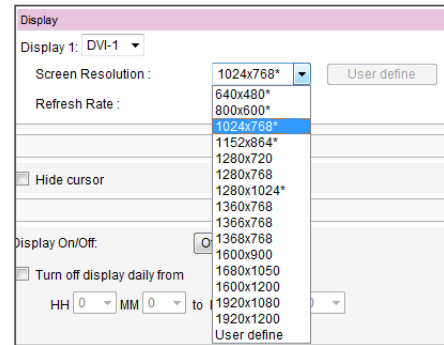 Display
Display 1: DVI-1
Screen Resolution : 1024x768* User define
640x480*
Refresh Rate :
800x600*
1024x768*
1152x864*
1280x720
1280x768
Hide cursor
1280x1024*
1360x768
1366x768
1368x768
Display On/Off:
1600x900
1680x1050
Turn off display daily from
1600x1200
HH 0 MM 0 to
1920x1080
1920x1200
User define